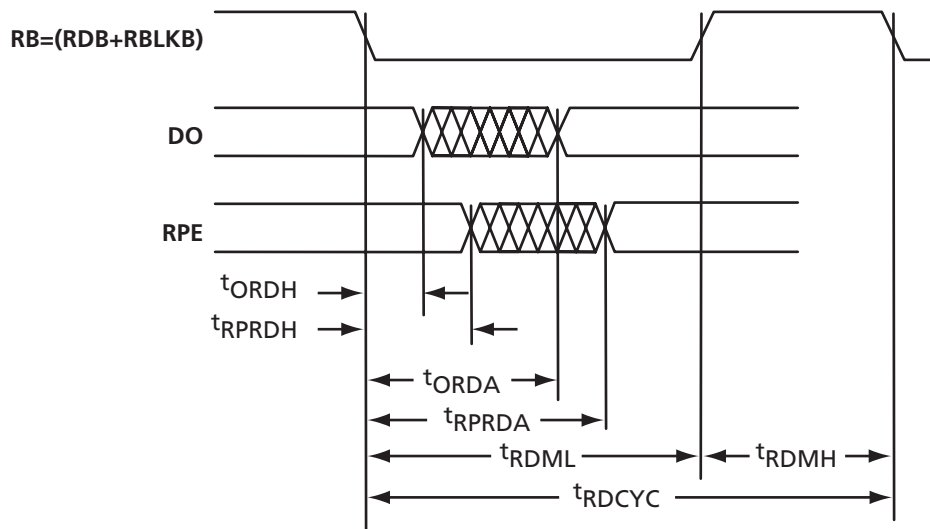 RB=(RDB+RBLKB)
DO
RPE
tORDH
tRPRDH
tORDA
tRPRDA
tRDML
tRDMH
tRDCYC